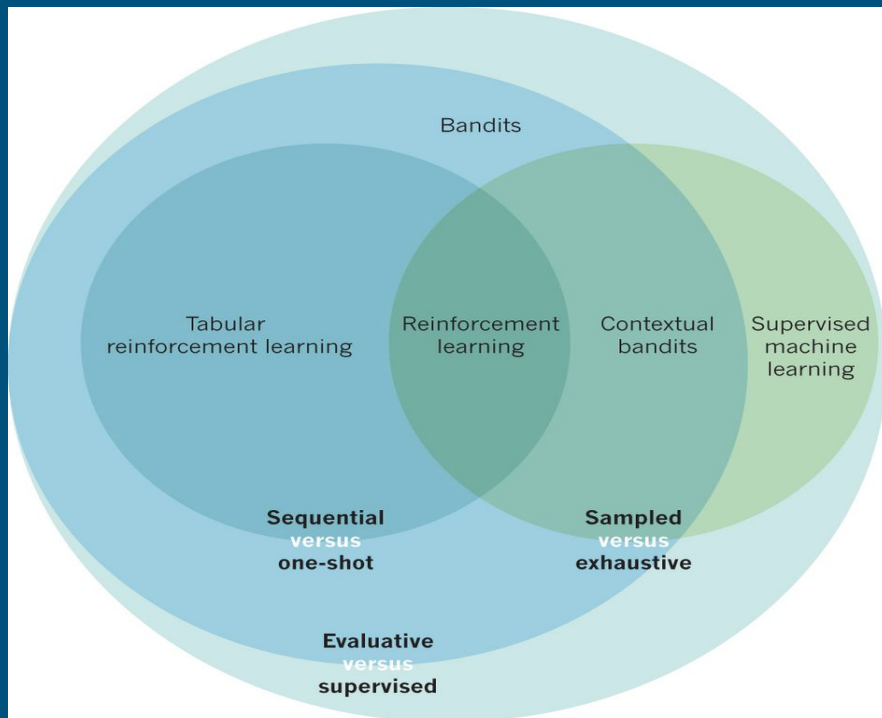 Bandits
Tabular
reinforcement learning
Reinforcement
learning
Contextual
bandits
Supervised
machine
learning
Sequential
versus
one-shot
Sampled
versus
exhaustive
Evaluative
versus
supervised